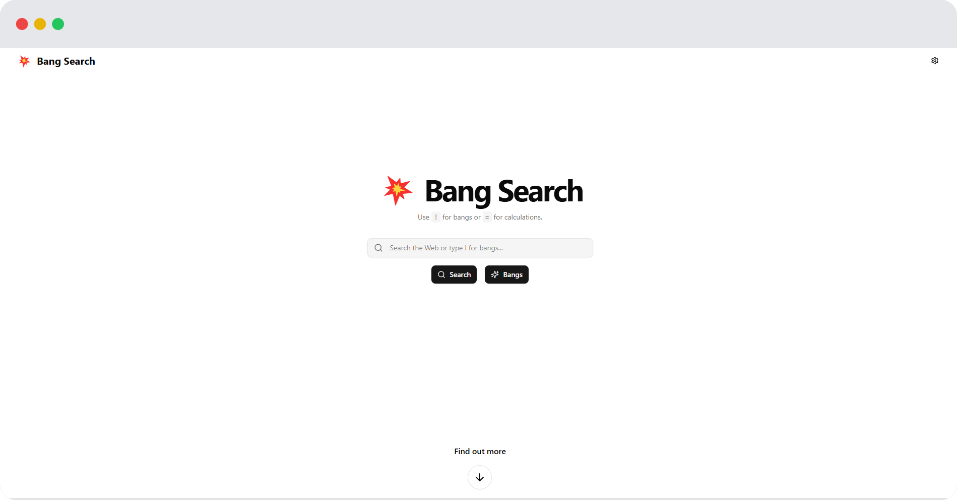 Bang Search
Bang Search
Use ! for bangs or = for calculations.
Search the Web or type ! for bangs...
Search
Bangs
Find out more